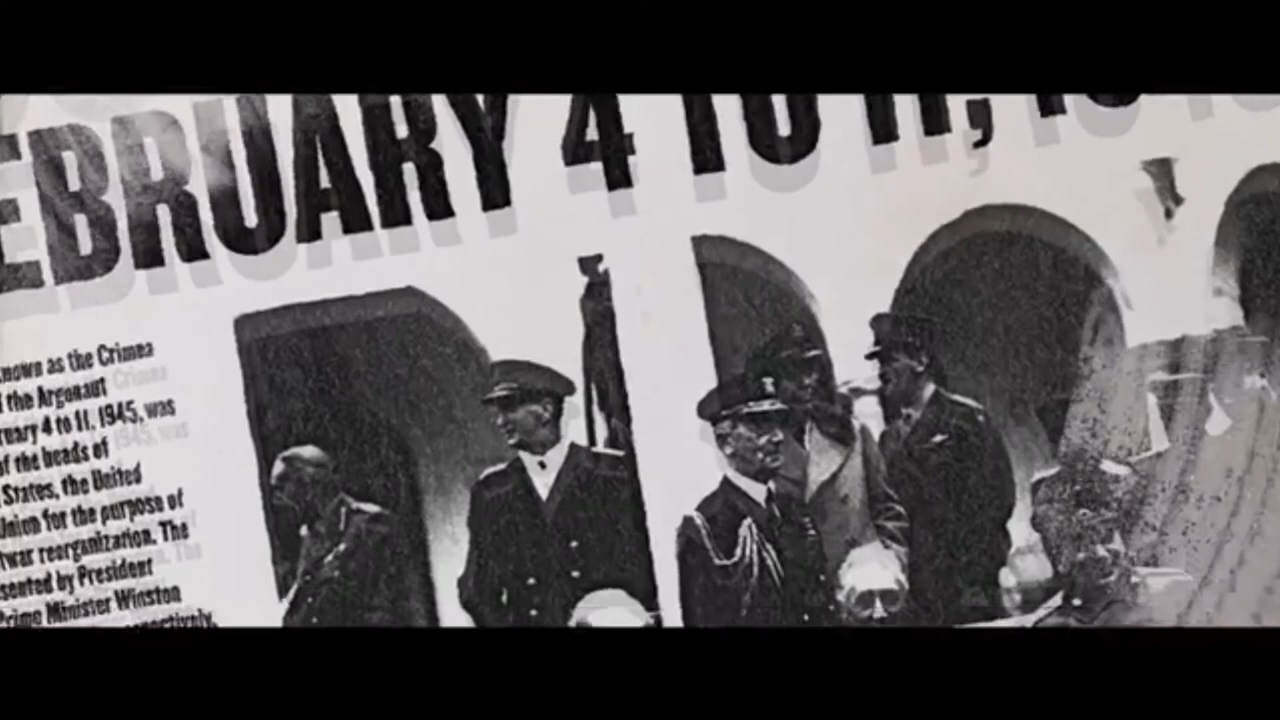 EBRUARY 4 TO 11,
nown as the Crimea
the Argonaut
ruary 4 to 11, 1945, was
of the heads of
States, the United
Union for the purpose of
twar reorganization. The
sented by President
Prime Minister Winston